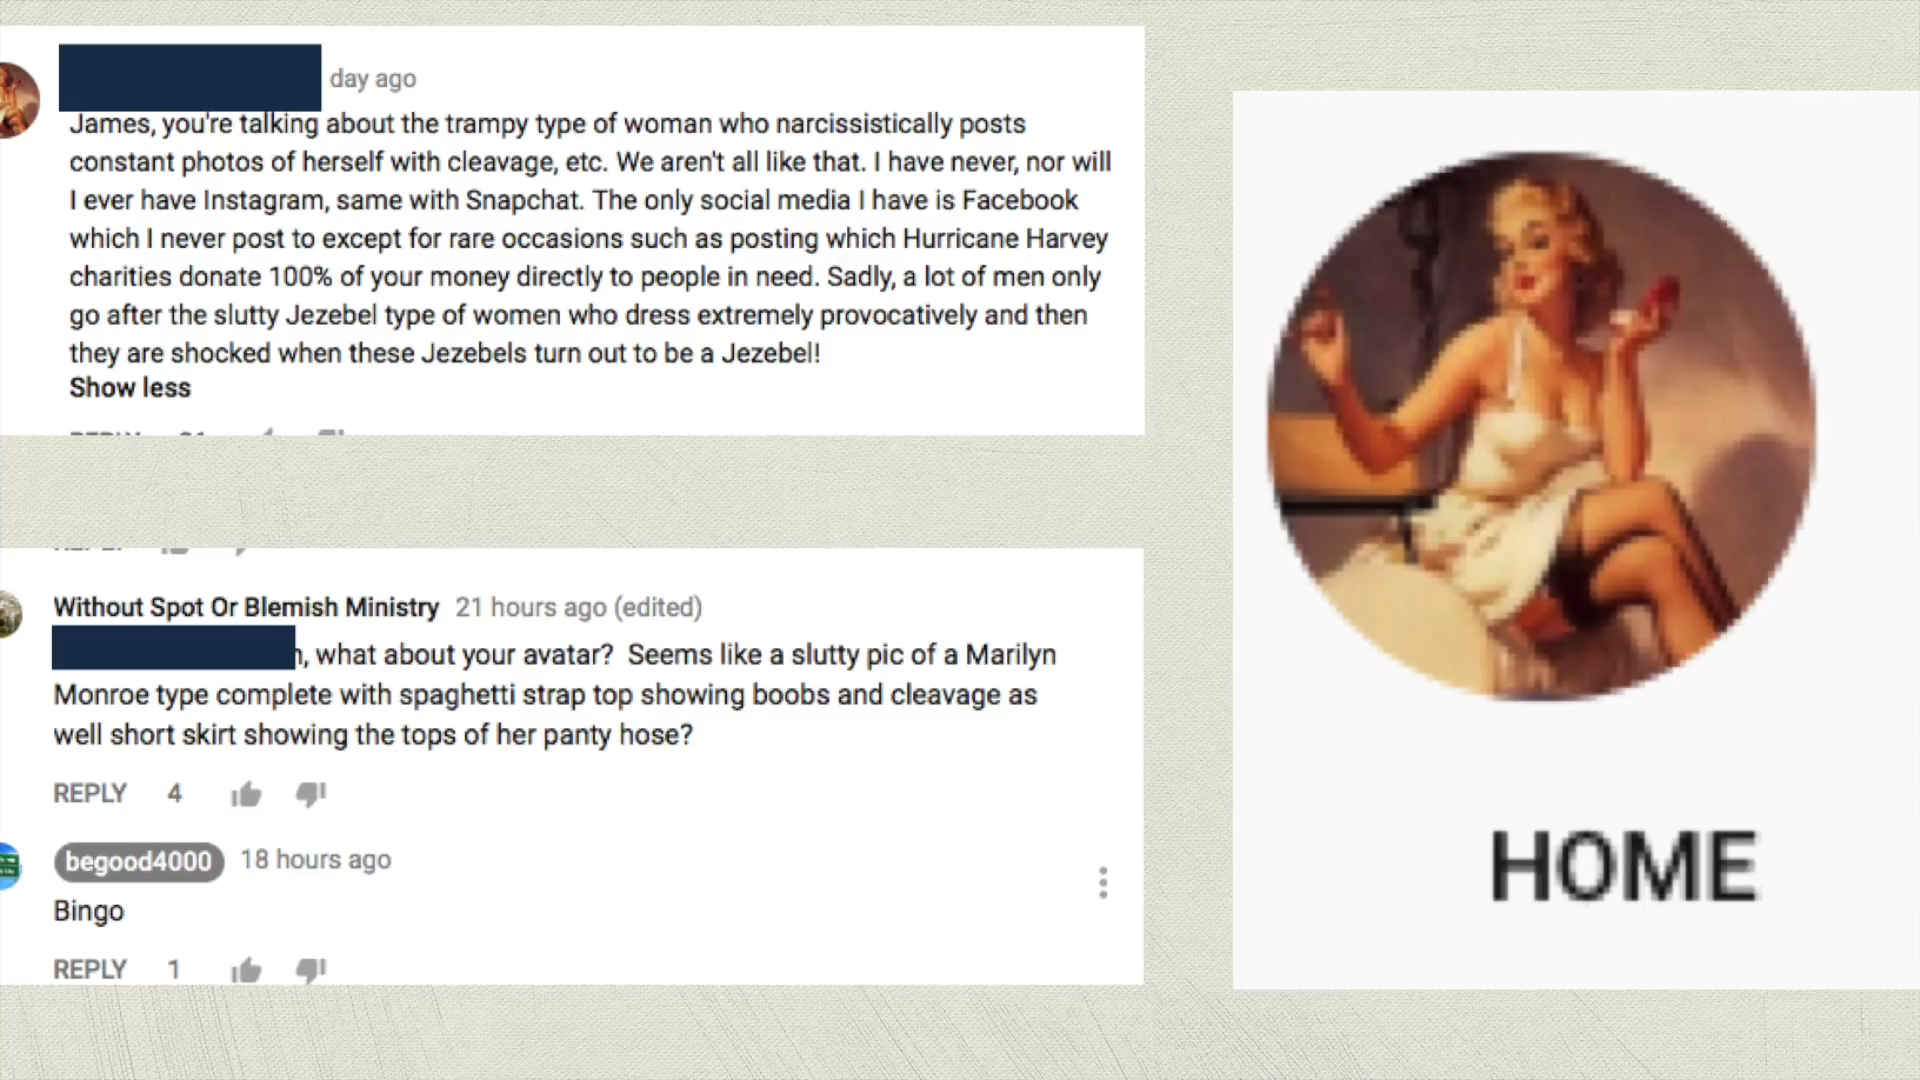 day ago
James, you're talking about the trampy type of woman who narcissistically posts
constant photos of herself with cleavage, etc. We aren't all like that. I have never, nor will
I ever have Instagram, same with Snapchat. The only social media I have is Facebook
which I never post to except for rare occasions such as posting which Hurricane Harvey
charities donate 100% of your money directly to people in need. Sadly, a lot of men only
go after the slutty Jezebel type of women who dress extremely provocatively and then
they are shocked when these Jezebels turn out to be a Jezebel!
Show less
Without Spot Or Blemish Ministry 21 hours ago (edited)
, what about your avatar? Seems like a slutty pic of a Marilyn
Monroe type complete with spaghetti strap top showing boobs and cleavage as
well short skirt showing the tops of her panty hose?
REPLY 4
begood4000 18 hours ago
Bingo
REPLY 1
HOME